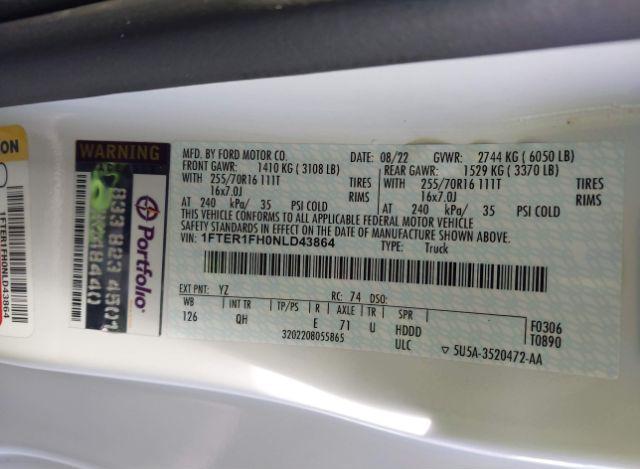 ON
1FTER1FH0NLD43864
WARNING
833 823 4501
Portfolio
MFD. BY FORD MOTOR CO.
DATE: 08/22 GVWR: 2744 KG ( 6050 LB)
FRONT GAWR: 1410 KG ( 3108 LB)
REAR GAWR: 1529 KG ( 3370 LB)
WITH 255/70R16 111T TIRES
WITH 255/70R16 111T TIRES
16x7.0J RIMS
16x7.0J RIMS
AT 240 kPa/ 35 PSI COLD
AT 240 kPa/ 35 PSI COLD
THIS VEHICLE CONFORMS TO ALL APPLICABLE FEDERAL MOTOR VEHICLE
SAFETY STANDARDS IN EFFECT ON THE DATE OF MANUFACTURE SHOWN ABOVE.
VIN: 1FTER1FH0NLD43864 TYPE: Truck
EXT PNT: YZ RC: 74 DSO:
WB INT TR TP/PS R AXLE TR SPR
126 QH E 71 U HDDD
F0306
T0890
3202208055865 ULC
▽ 5U5A-3520472-AA